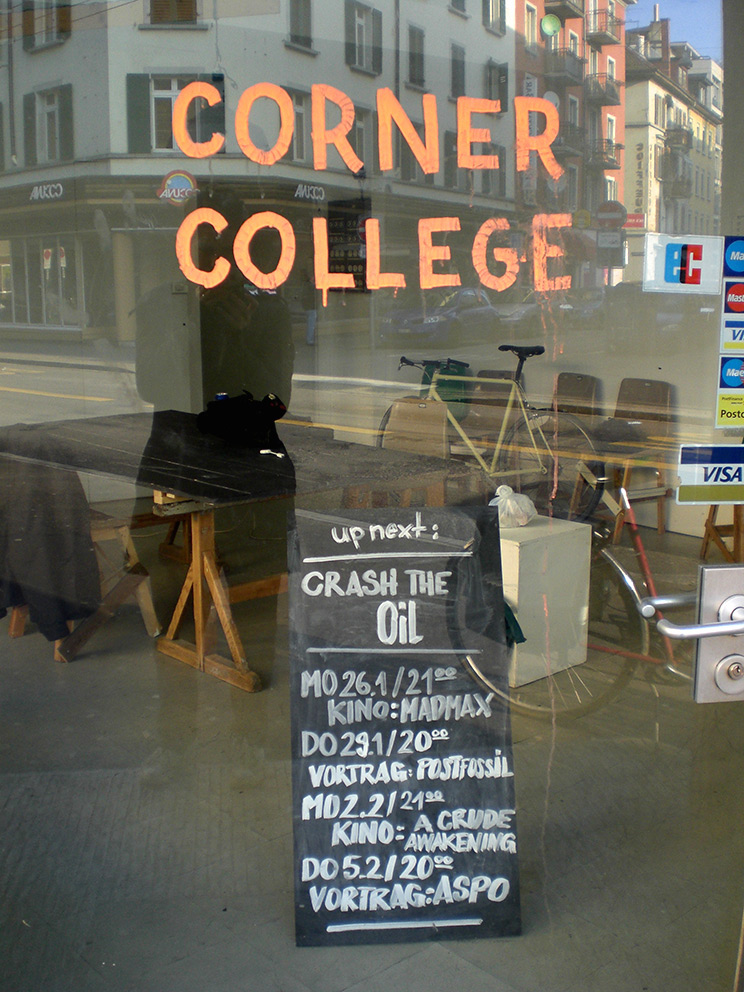 CORNER
COLLEGE
ec
VISA
up next:
CRASH THE
OIL
MO 26.1/21⁰⁰
KINO: MADMAX
DO 29.1/20⁰⁰
VORTRAG: POSTFOSSIL
MO 2.2/21⁰⁰
KINO: A CRUDE
AWAKENING
DO 5.2/20⁰⁰
VORTRAG: ASPO